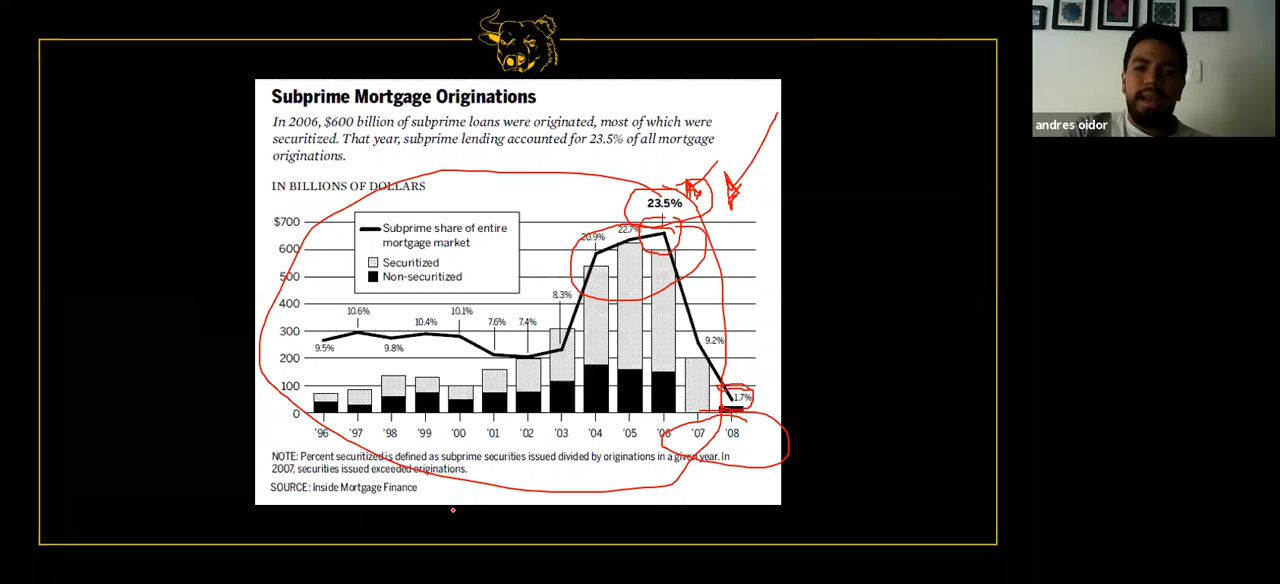 andres oidor
Subprime Mortgage Originations
In 2006, $600 billion of subprime loans were originated, most of which were
securitized. That year, subprime lending accounted for 23.5% of all mortgage
originations.
IN BILLIONS OF DOLLARS
23.5%
$700
600
500
400
300
200
100
0
Subprime share of entire
mortgage market
Securitized
Non-securitized
9.5%
10.6%
9.8%
10.4%
10.1%
7.6%
7.4%
8.3%
20.9%
22.7%
9.2%
1.7%
'96 '97 '98 '99 '00 '01 '02 '03 '04 '05 '06 '07 '08
NOTE: Percent securitized is defined as subprime securities issued divided by originations in a given year. In
2007, securities issued exceeded originations.
SOURCE: Inside Mortgage Finance